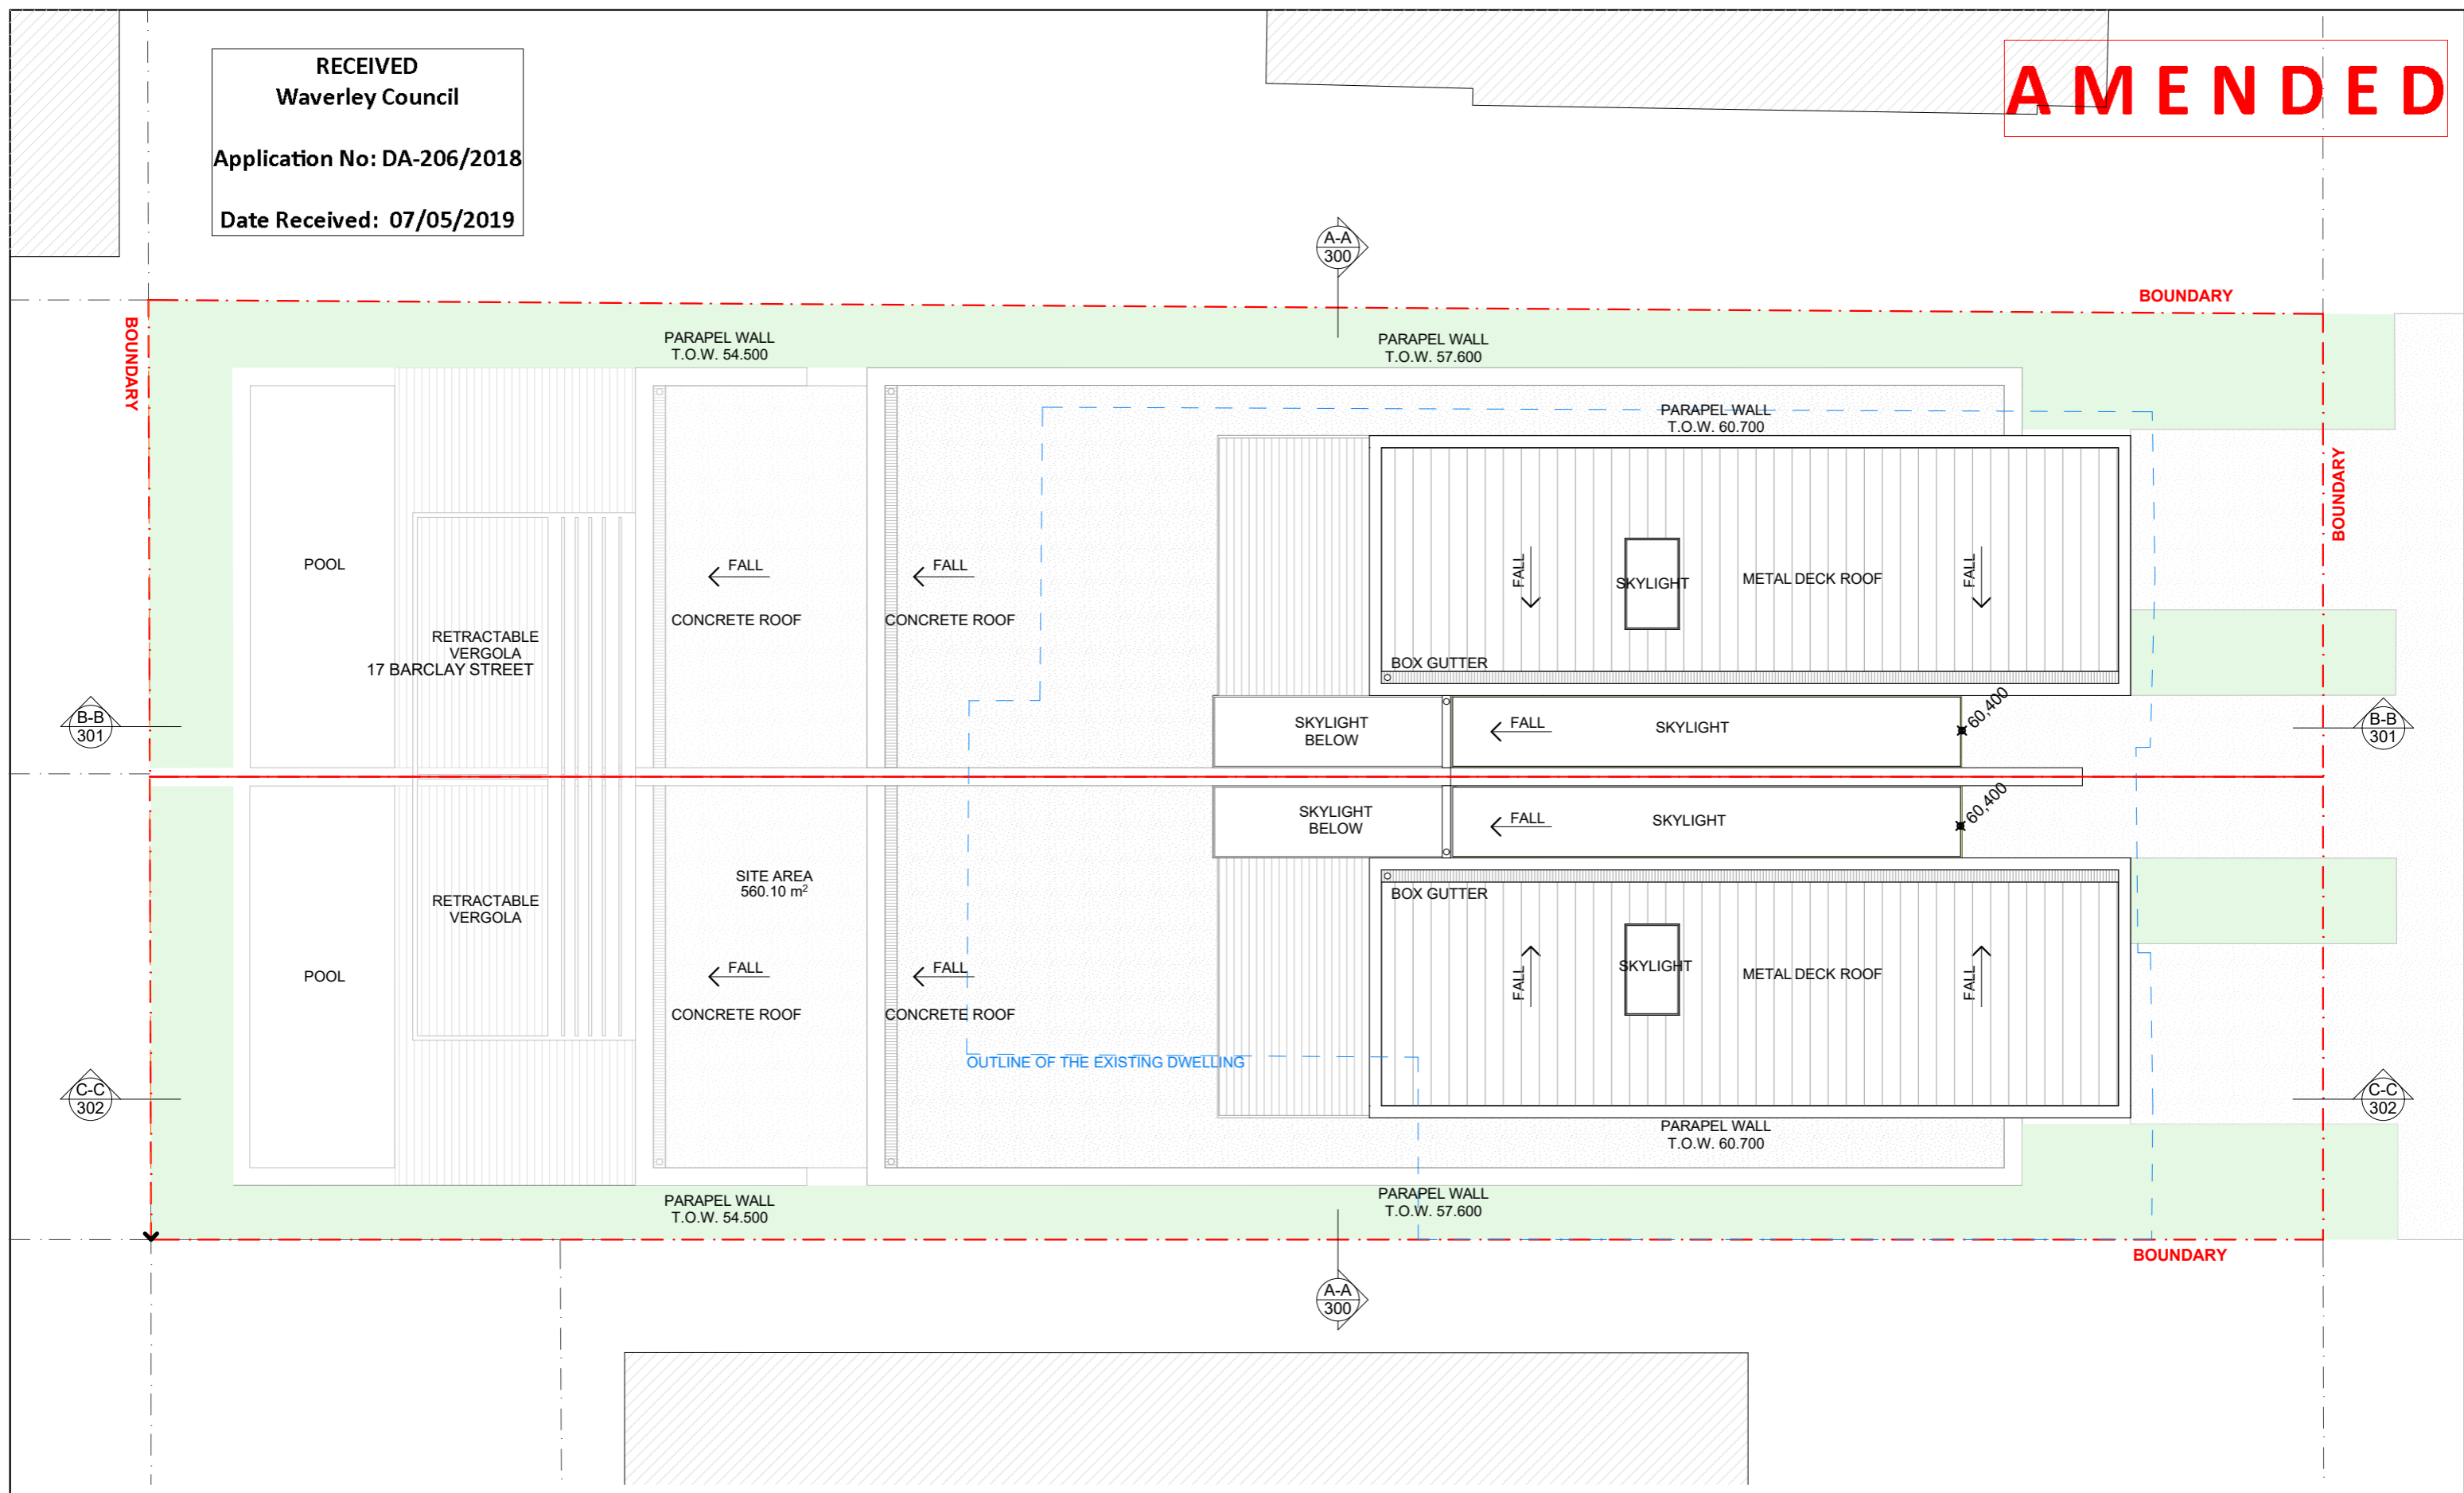 RECEIVED
Waverley Council
Application No: DA-206/2018
Date Received: 07/05/2019
AMENDED
A-A
300
BOUNDARY
BOUNDARY
PARAPEL WALL
T.O.W. 54.500
PARAPEL WALL
T.O.W. 57.600
PARAPEL WALL
T.O.W. 60.700
BOUNDARY
POOL
FALL
CONCRETE ROOF
FALL
CONCRETE ROOF
FALL
SKYLIGHT
METAL DECK ROOF
FALL
RETRACTABLE
VERGOLA
17 BARCLAY STREET
BOX GUTTER
B-B
301
SKYLIGHT
BELOW
FALL
SKYLIGHT
60,400
B-B
301
SKYLIGHT
BELOW
FALL
SKYLIGHT
60,400
SITE AREA
560.10 m²
RETRACTABLE
VERGOLA
BOX GUTTER
POOL
FALL
CONCRETE ROOF
FALL
CONCRETE ROOF
FALL
SKYLIGHT
METAL DECK ROOF
FALL
OUTLINE OF THE EXISTING DWELLING
C-C
302
C-C
302
PARAPEL WALL
T.O.W. 60.700
PARAPEL WALL
T.O.W. 54.500
PARAPEL WALL
T.O.W. 57.600
BOUNDARY
A-A
300